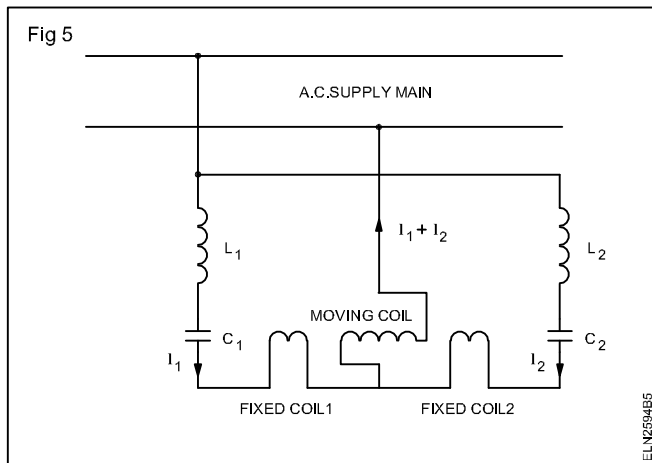 Fig 5
A.C.SUPPLY MAIN
I1 + I2
L1
L2
MOVING COIL
C1
C2
I1
I2
FIXED COIL1
FIXED COIL2
ELN2594B5